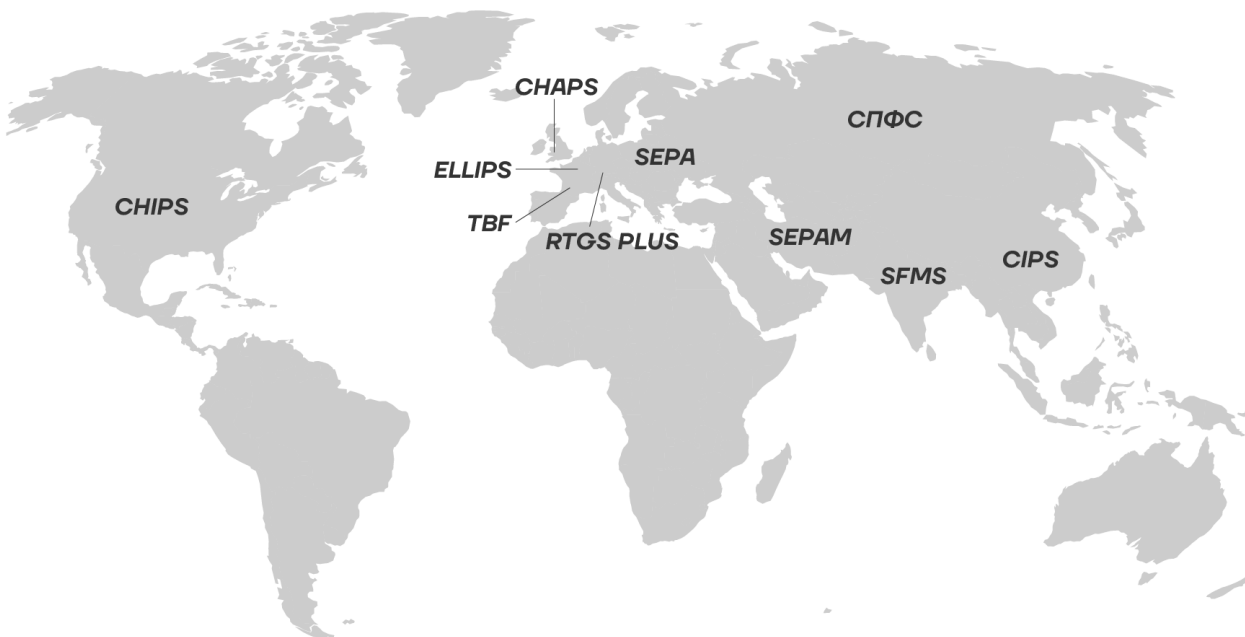 CHAPS
СПФС
SEPA
ELLIPS
CHIPS
TBF
RTGS PLUS
SEPAM
CIPS
SFMS